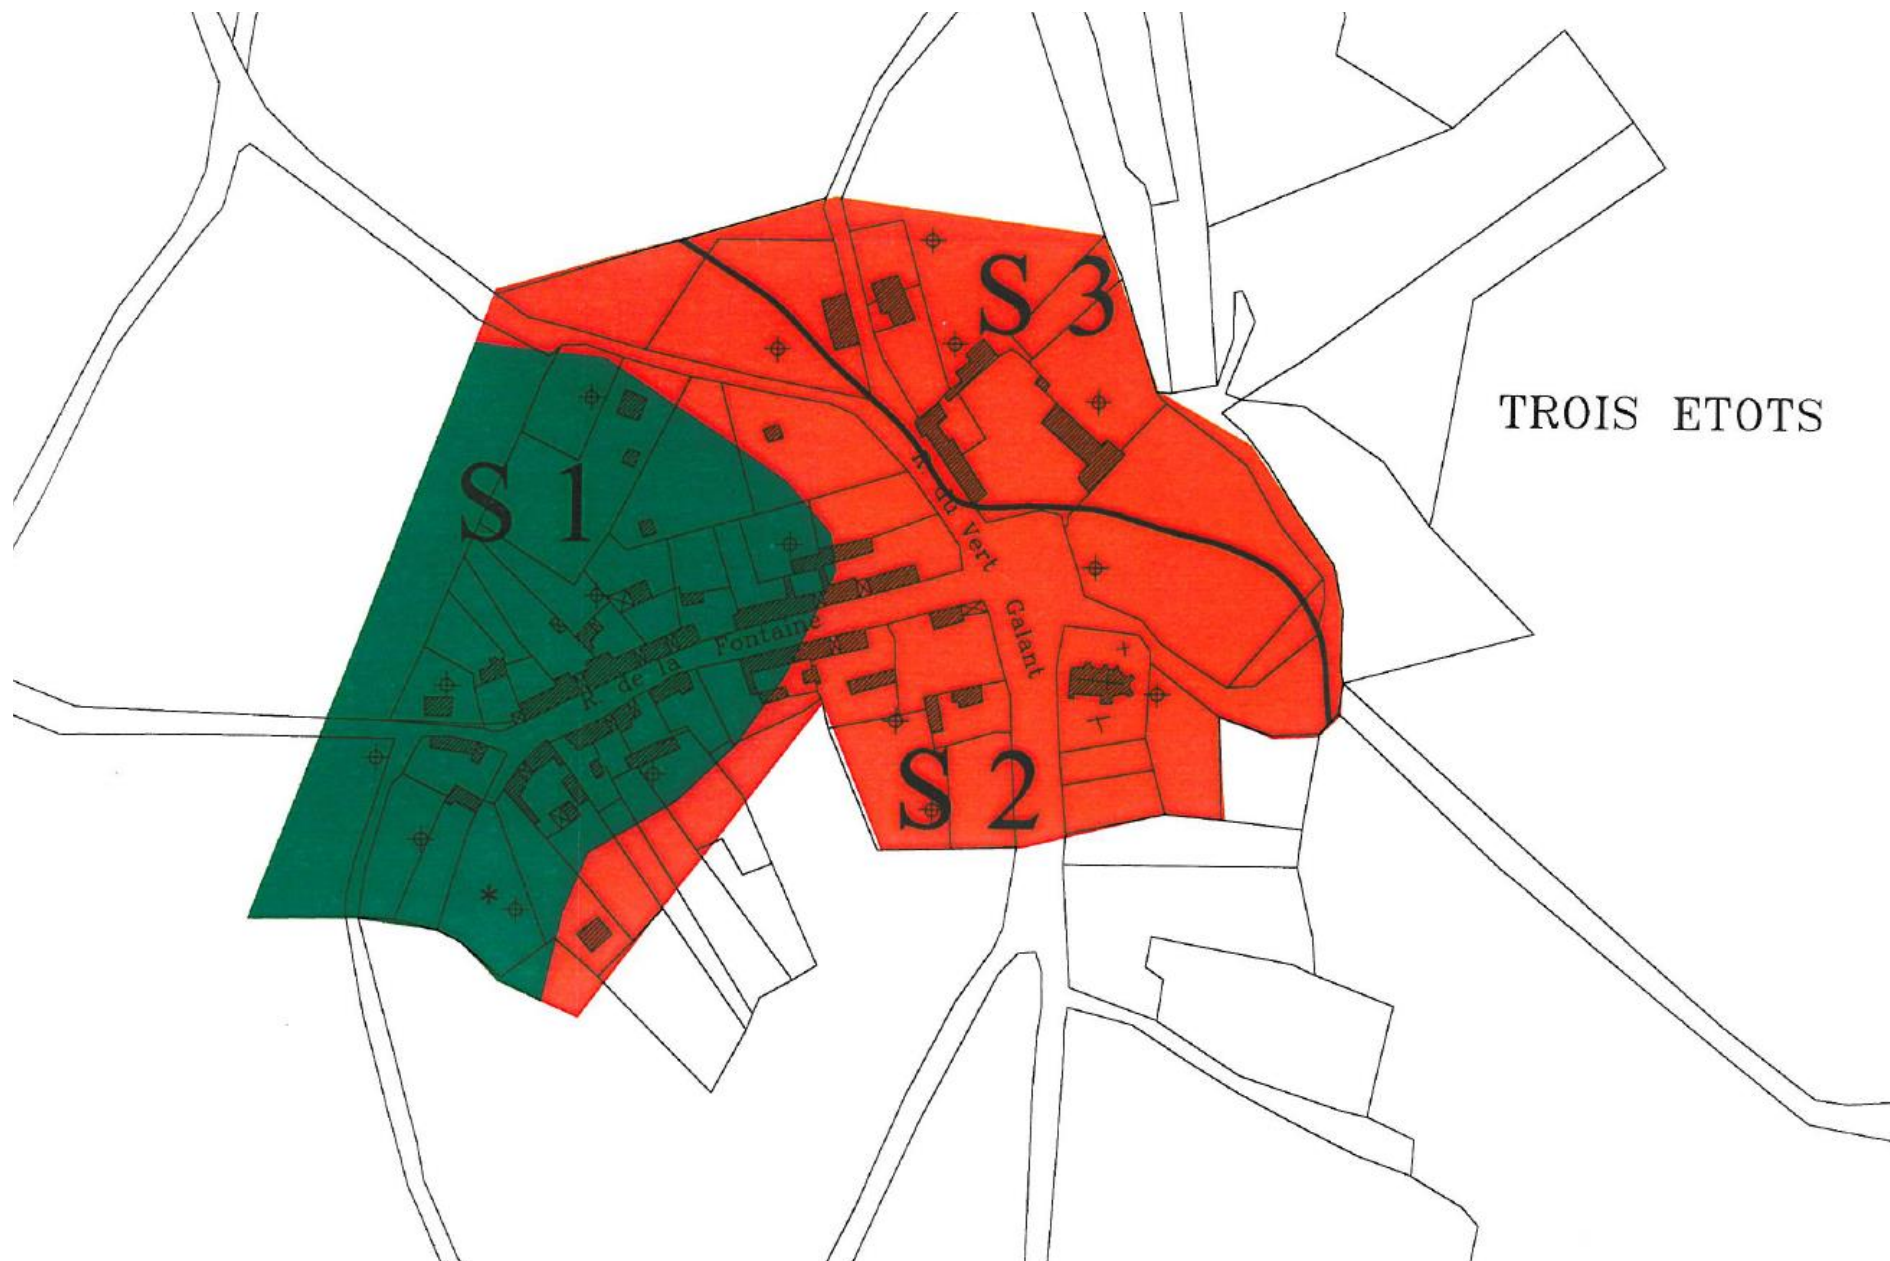 S 3
TROIS ETOTS
S 1
R. du Vert Galant
R. de la Fontaine
S 2